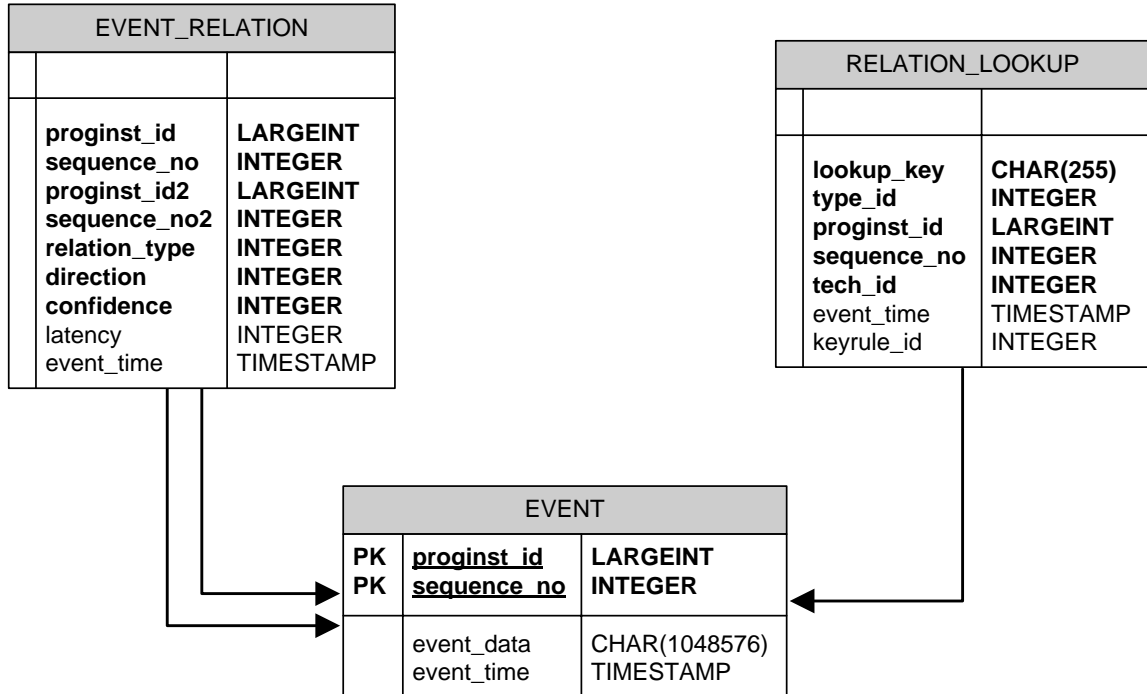 EVENT_RELATION
proginst_id LARGEINT
sequence_no INTEGER
proginst_id2 LARGEINT
sequence_no2 INTEGER
relation_type INTEGER
direction INTEGER
confidence INTEGER
latency INTEGER
event_time TIMESTAMP
RELATION_LOOKUP
lookup_key CHAR(255)
type_id INTEGER
proginst_id LARGEINT
sequence_no INTEGER
tech_id INTEGER
event_time TIMESTAMP
keyrule_id INTEGER
EVENT
PK proginst_id LARGEINT
PK sequence_no INTEGER
event_data CHAR(1048576)
event_time TIMESTAMP